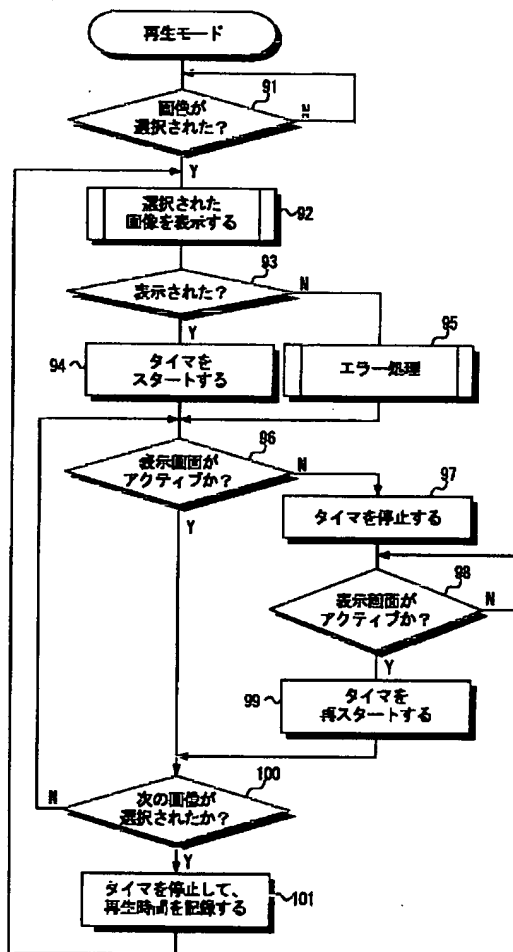 再生モード
91
画像が
選択された?
N
Y
選択された
画像を表示する
92
93
表示された?
N
Y
94
タイマを
スタートする
95
エラー処理
96
表示画面が
アクティブか?
N
Y
97
タイマを停止する
98
表示画面が
アクティブか?
N
Y
99
タイマを
再スタートする
100
次の画像が
選択されたか?
N
Y
タイマを停止して、
再生時間を記録する
101